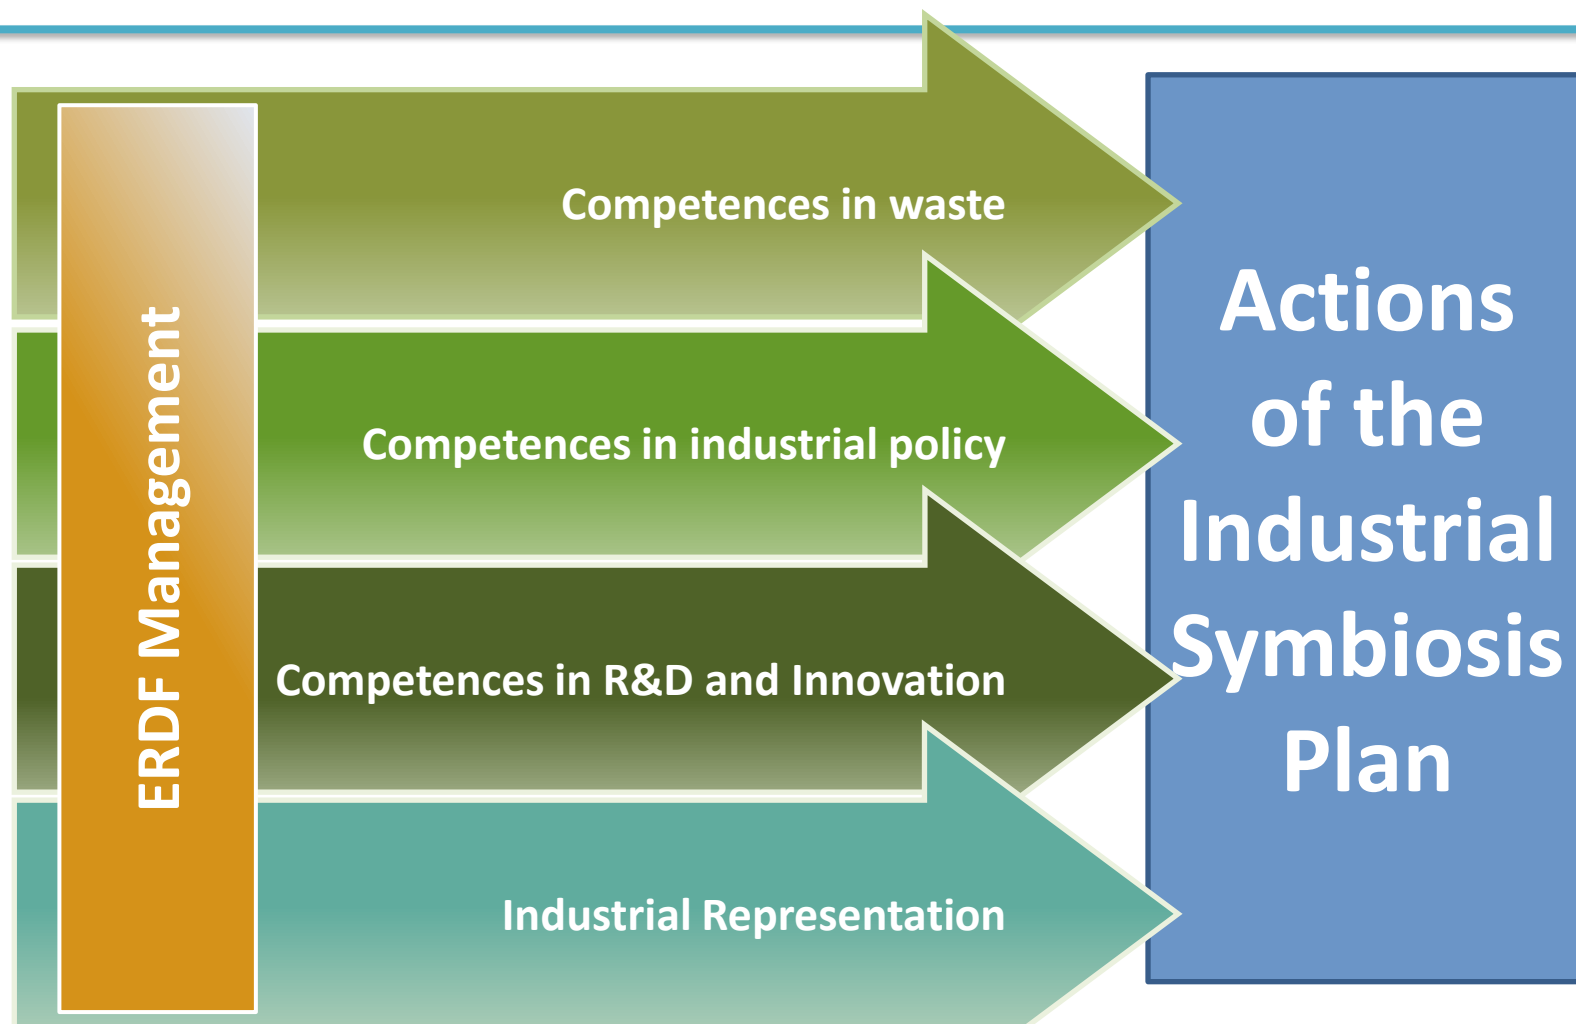 ERDF Management
Competences in waste
Competences in industrial policy
Competences in R&D and Innovation
Industrial Representation
Actions
of the
Industrial
Symbiosis
Plan